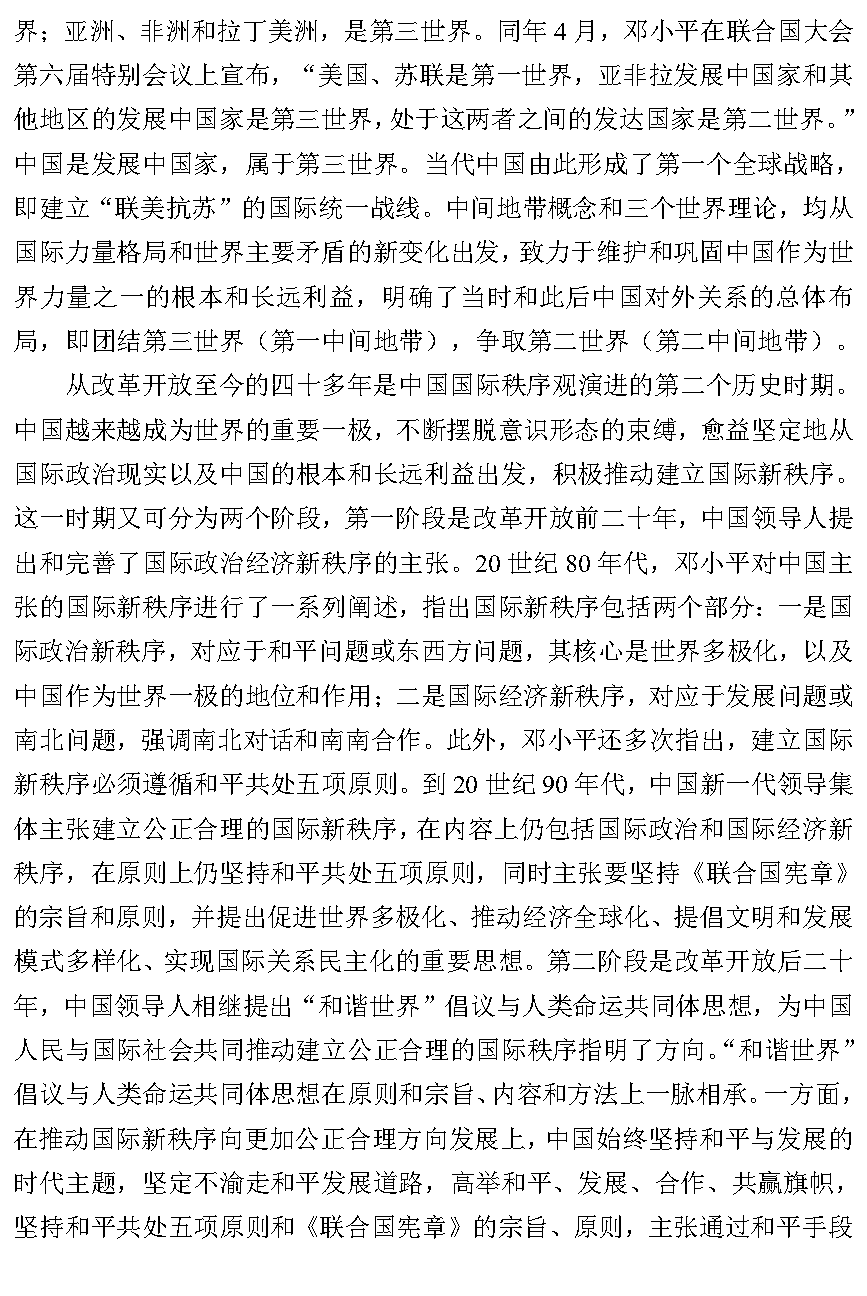 界；亚洲、非洲和拉丁美洲，是第三世界。同年 4 月，邓小平在联合国大会
第六届特别会议上宣布，“美国、苏联是第一世界，亚非拉发展中国家和其
他地区的发展中国家是第三世界，处于这两者之间的发达国家是第二世界。”
中国是发展中国家，属于第三世界。当代中国由此形成了第一个全球战略，
即建立“联美抗苏”的国际统一战线。中间地带概念和三个世界理论，均从
国际力量格局和世界主要矛盾的新变化出发，致力于维护和巩固中国作为世
界力量之一的根本和长远利益，明确了当时和此后中国对外关系的总体布
局，即团结第三世界（第一中间地带），争取第二世界（第二中间地带）。
从改革开放至今的四十多年是中国国际秩序观演进的第二个历史时期。
中国越来越成为世界的重要一极，不断摆脱意识形态的束缚，愈益坚定地从
国际政治现实以及中国的根本和长远利益出发，积极推动建立国际新秩序。
这一时期又可分为两个阶段，第一阶段是改革开放前二十年，中国领导人提
出和完善了国际政治经济新秩序的主张。20 世纪 80 年代，邓小平对中国主
张的国际新秩序进行了一系列阐述，指出国际新秩序包括两个部分：一是国
际政治新秩序，对应于和平问题或东西方问题，其核心是世界多极化，以及
中国作为世界一极的地位和作用；二是国际经济新秩序，对应于发展问题或
南北问题，强调南北对话和南南合作。此外，邓小平还多次指出，建立国际
新秩序必须遵循和平共处五项原则。到 20 世纪 90 年代，中国新一代领导集
体主张建立公正合理的国际新秩序，在内容上仍包括国际政治和国际经济新
秩序，在原则上仍坚持和平共处五项原则，同时主张要坚持《联合国宪章》
的宗旨和原则，并提出促进世界多极化、推动经济全球化、提倡文明和发展
模式多样化、实现国际关系民主化的重要思想。第二阶段是改革开放后二十
年，中国领导人相继提出“和谐世界”倡议与人类命运共同体思想，为中国
人民与国际社会共同推动建立公正合理的国际秩序指明了方向。“和谐世界”
倡议与人类命运共同体思想在原则和宗旨、内容和方法上一脉相承。一方面，
在推动国际新秩序向更加公正合理方向发展上，中国始终坚持和平与发展的
时代主题，坚定不渝走和平发展道路，高举和平、发展、合作、共赢旗帜，
坚持和平共处五项原则和《联合国宪章》的宗旨、原则，主张通过和平手段